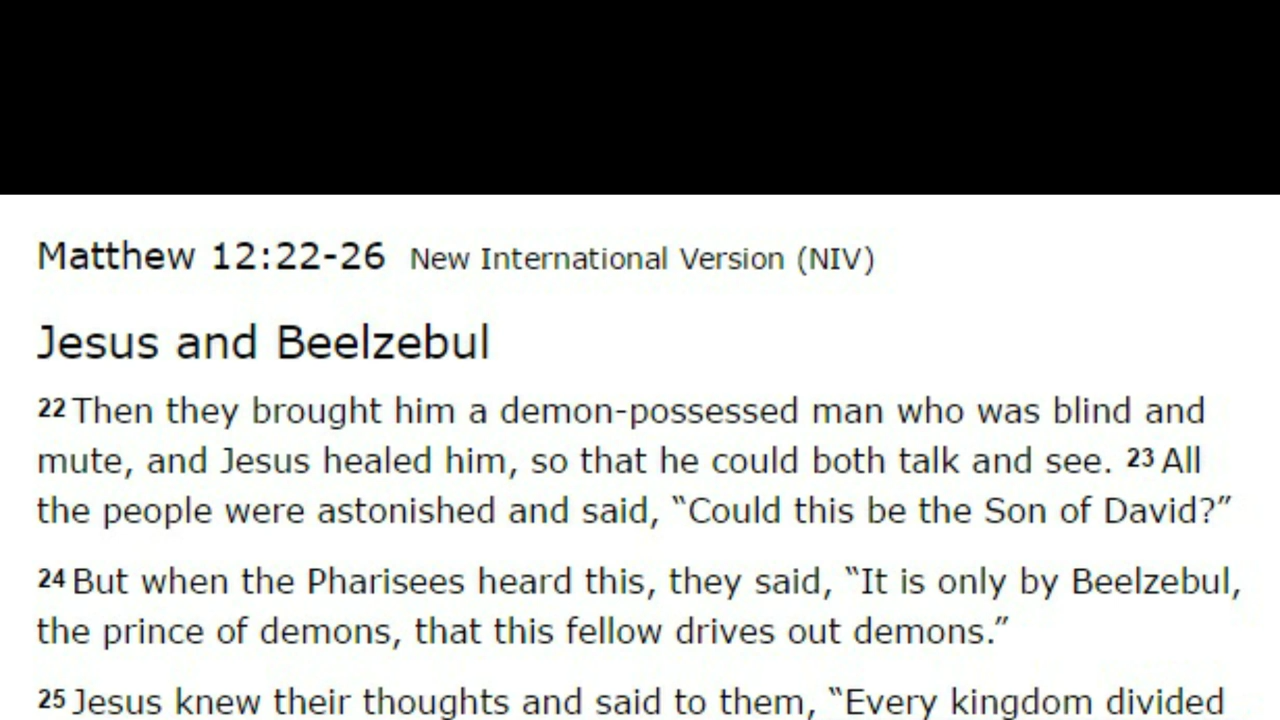 Matthew 12:22-26 New International Version (NIV)
Jesus and Beelzebul
22 Then they brought him a demon-possessed man who was blind and
mute, and Jesus healed him, so that he could both talk and see. 23 All
the people were astonished and said, “Could this be the Son of David?”
24 But when the Pharisees heard this, they said, “It is only by Beelzebul,
the prince of demons, that this fellow drives out demons.”
25 Jesus knew their thoughts and said to them, “Every kingdom divided